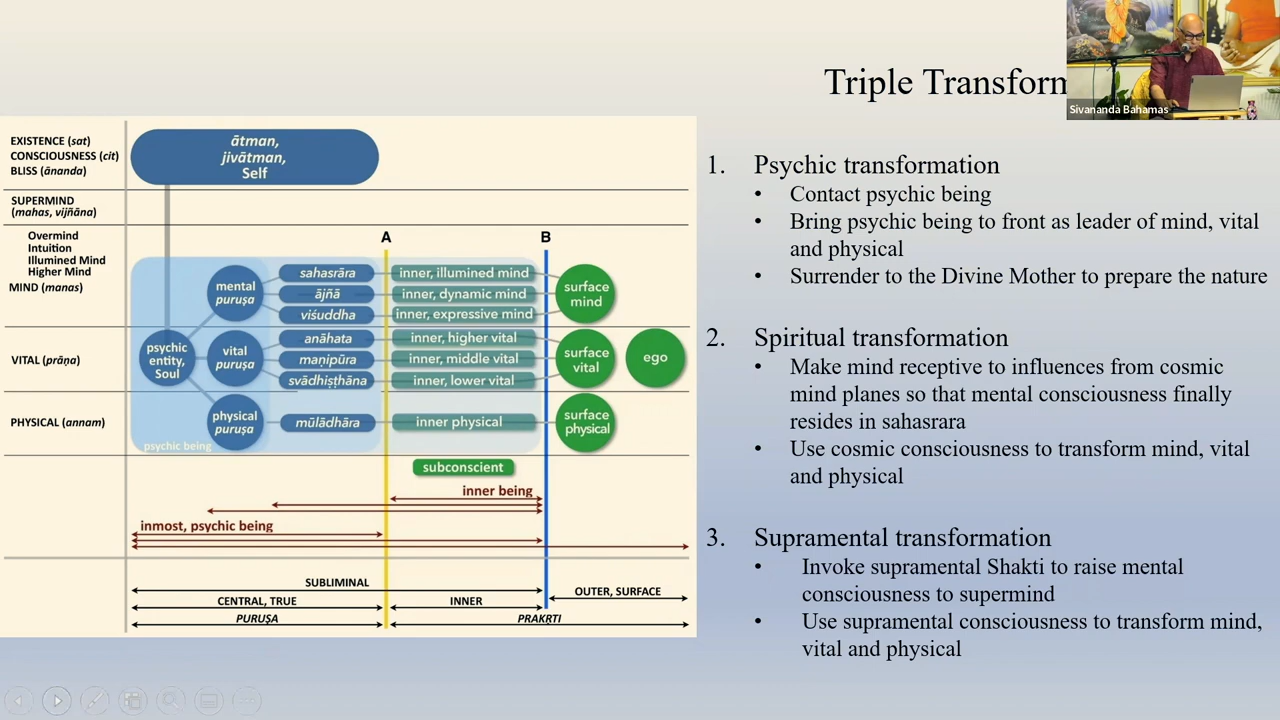 Triple Transform
Sivananda Bahamas
EXISTENCE (sat)
CONSCIOUSNESS (cit)
BLISS (ānanda)
ātman,
jivātman,
Self
SUPERMIND
(mahas, vijñāna)
Overmind
Intuition
Illumined Mind
Higher Mind
MIND (manas)
A
B
mental
puruṣa
sahasrāra
ājñā
viśuddha
inner, illumined mind
inner, dynamic mind
inner, expressive mind
surface
mind
VITAL (prāṇa)
psychic
entity,
Soul
vital
puruṣa
anāhata
maṇipūra
svādhiṣṭhāna
inner, higher vital
inner, middle vital
inner, lower vital
surface
vital
ego
PHYSICAL (annam)
physical
puruṣa
mūlādhāra
inner physical
surface
physical
psychic being
subconscient
inner being
inmost, psychic being
SUBLIMINAL
CENTRAL, TRUE
INNER
OUTER, SURFACE
PURUṢA
PRAKṚTI
1. Psychic transformation
• Contact psychic being
• Bring psychic being to front as leader of mind, vital
and physical
• Surrender to the Divine Mother to prepare the nature
2. Spiritual transformation
• Make mind receptive to influences from cosmic
mind planes so that mental consciousness finally
resides in sahasrara
• Use cosmic consciousness to transform mind, vital
and physical
3. Supramental transformation
• Invoke supramental Shakti to raise mental
consciousness to supermind
• Use supramental consciousness to transform mind,
vital and physical